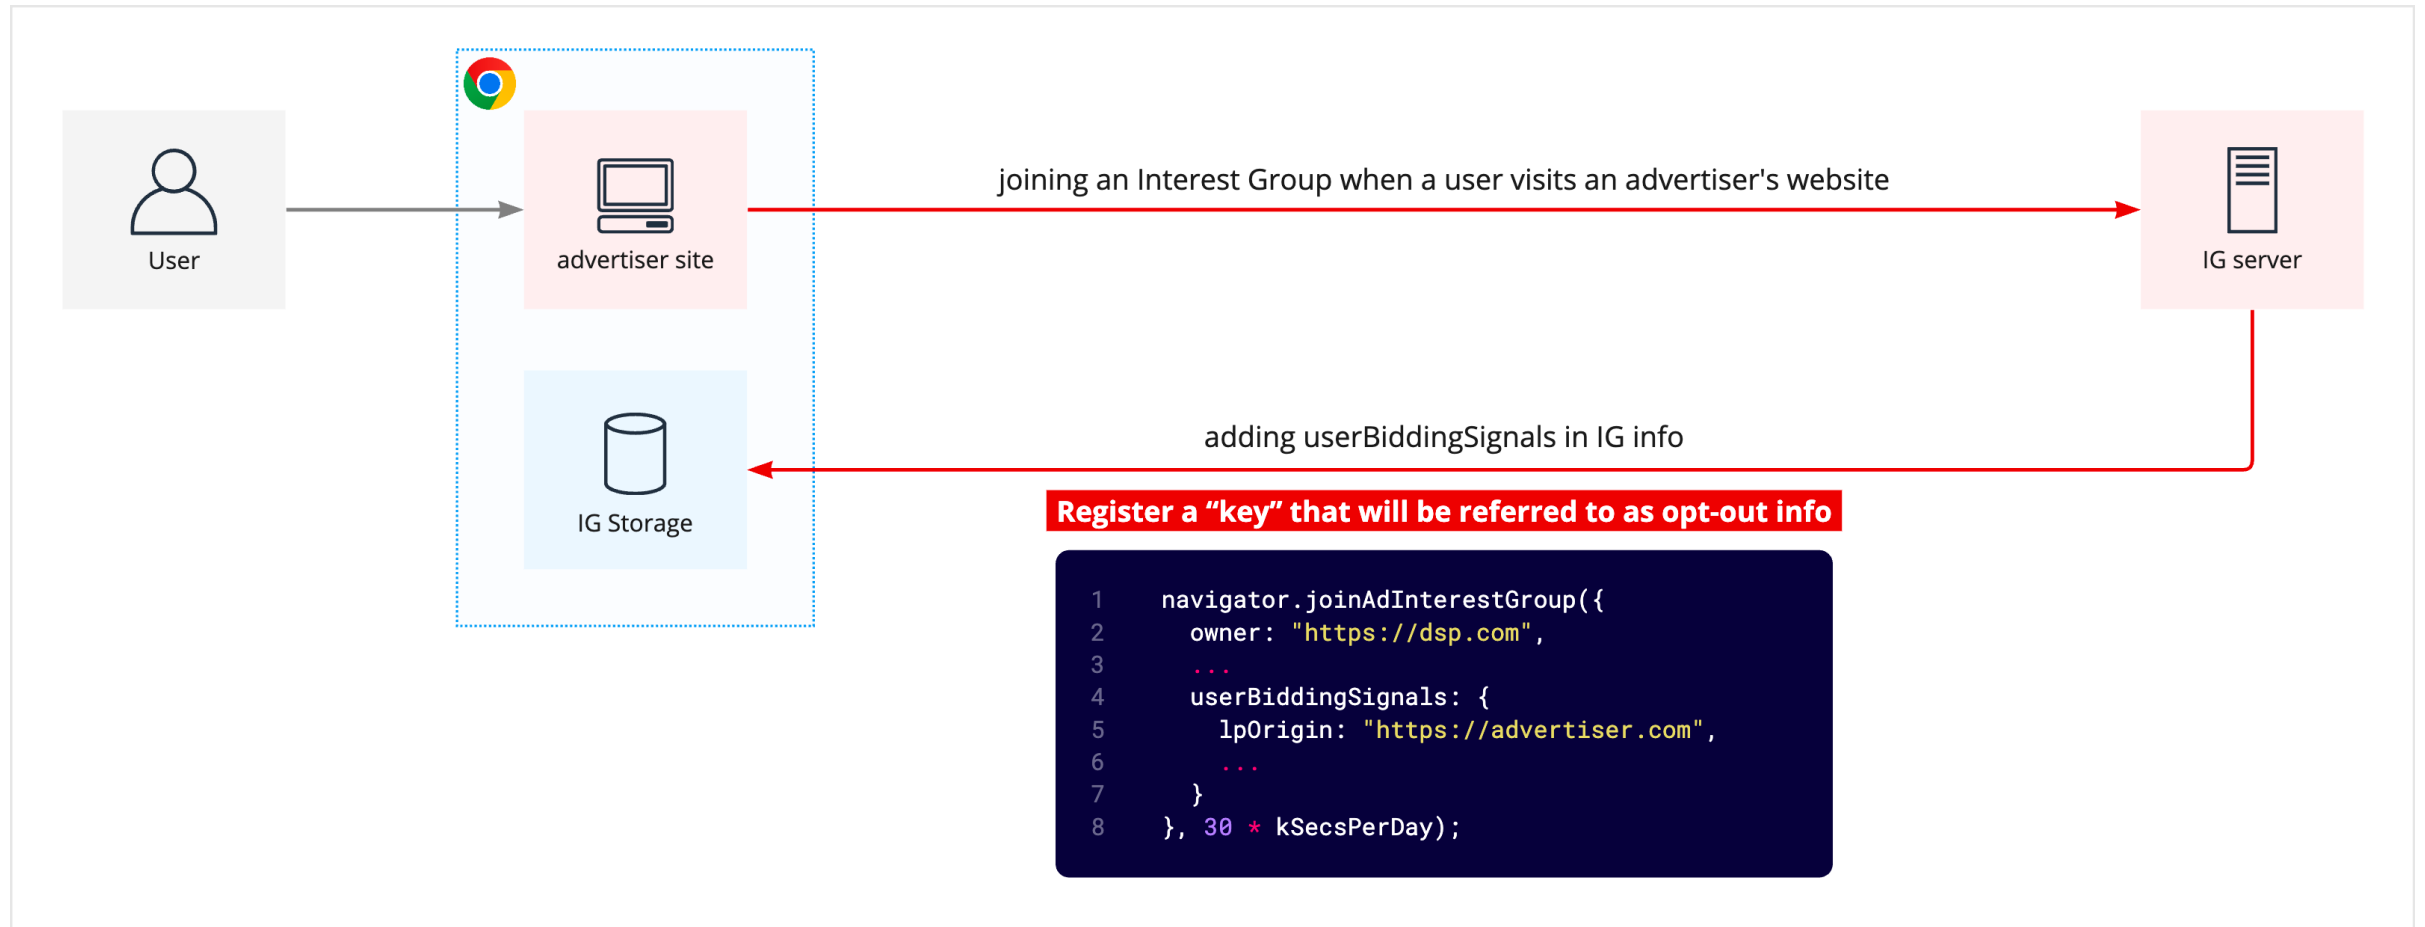 joining an Interest Group when a user visits an advertiser's website
User
advertiser site
IG server
adding userBiddingSignals in IG info
IG Storage
Register a “key” that will be referred to as opt-out info
1 navigator.joinAdInterestGroup({
2 owner: "https://dsp.com",
3 ...
4 userBiddingSignals: {
5 lpOrigin: "https://advertiser.com",
6 ...
7 }
8 }, 30 * kSecsPerDay);